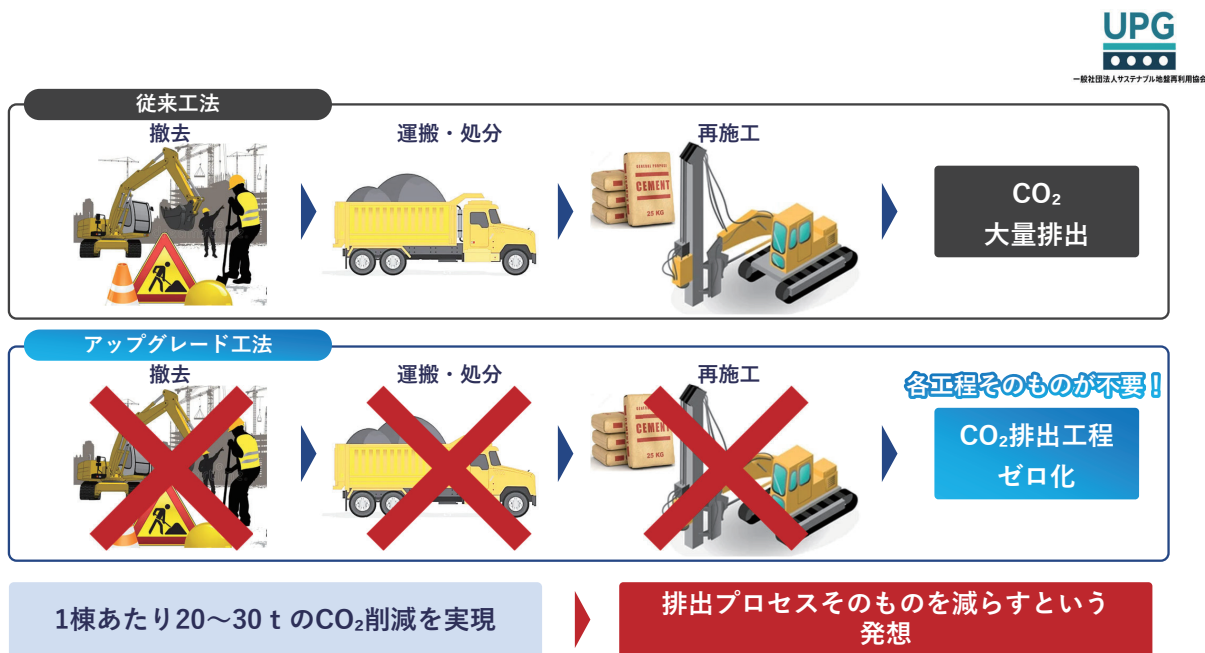 UPG
一般社団法人サステナブル地盤再利用協会
従来工法
撤去
運搬・処分
再施工
GENERAL PURPOSE
CEMENT
25 KG
CO₂
大量排出
アップグレード工法
撤去
運搬・処分
再施工
CEMENT
25 KG
各工程そのものが不要！
CO₂排出工程
ゼロ化
1棟あたり20～30ｔのCO₂削減を実現
排出プロセスそのものを減らすという
発想